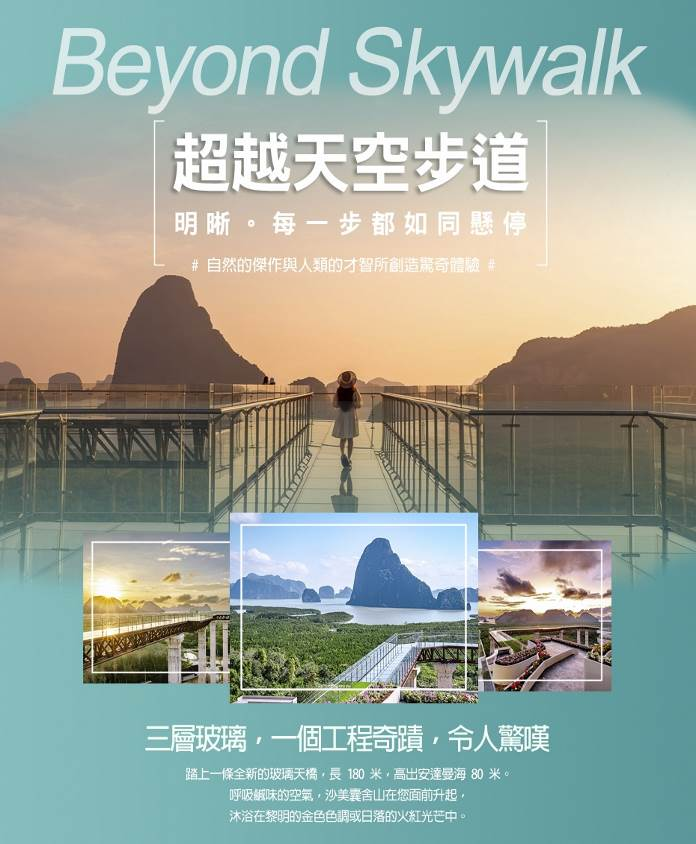 Beyond Skywalk
超越天空步道
明晰。每一步都如同懸停
# 自然的傑作與人類的才智所創造驚奇體驗 #
三層玻璃，一個工程奇蹟，令人驚嘆
踏上一條全新的玻璃天橋，長 180 米，高出安達曼海 80 米。
呼吸鹹味的空氣，沙美囊舍山在您面前升起，
沐浴在黎明的金色色調或日落的火紅光芒中。